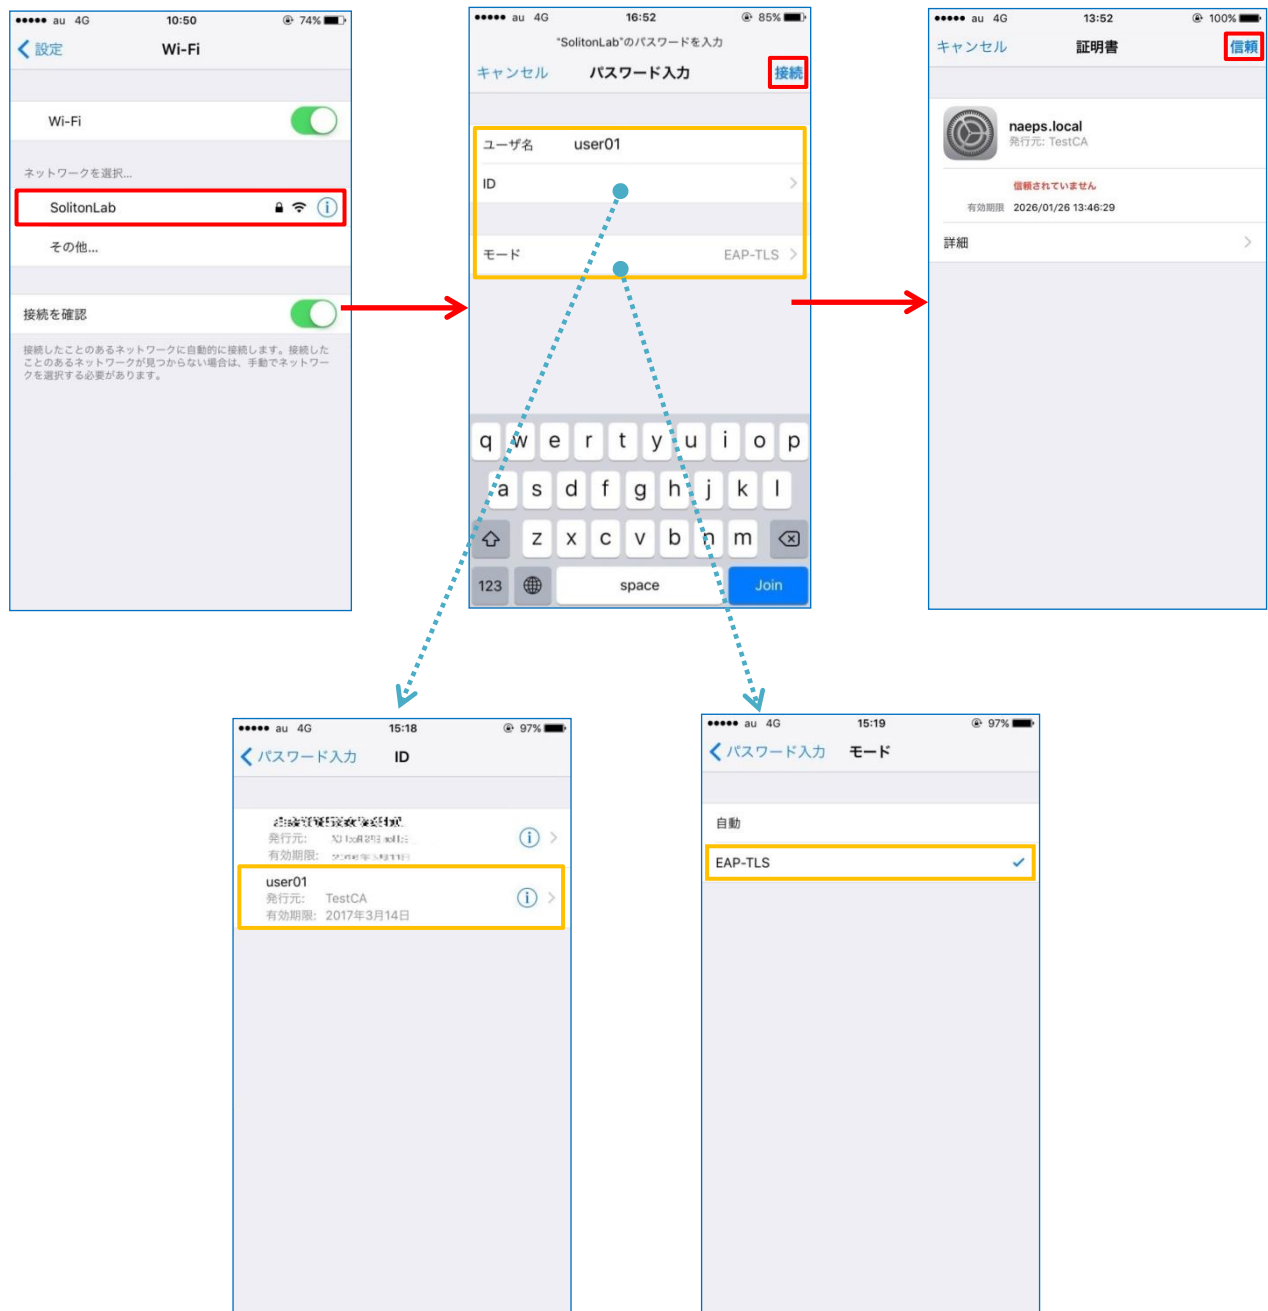 au 4G 10:50 74%
設定 Wi-Fi
Wi-Fi
ネットワークを選択...
SolitonLab
その他...
接続を確認
接続したことのあるネットワークに自動的に接続します。接続した
ことのあるネットワークが見つからない場合は、手動でネットワー
クを選択する必要があります。
au 4G 16:52 85%
"SolitonLab"のパスワードを入力
キャンセル パスワード入力 接続
ユーザ名 user01
ID
モード EAP-TLS
q w e r t y u i o p
a s d f g h j k l
z x c v b n m
123 space Join
au 4G 13:52 100%
キャンセル 証明書 信頼
naeps.local
発行元: TestCA
信頼されていません
有効期限 2026/01/26 13:46:29
詳細
au 4G 15:18 97%
パスワード入力 ID
発行元:
有効期限:
user01
発行元: TestCA
有効期限: 2017年3月14日
au 4G 15:19 97%
パスワード入力 モード
自動
EAP-TLS